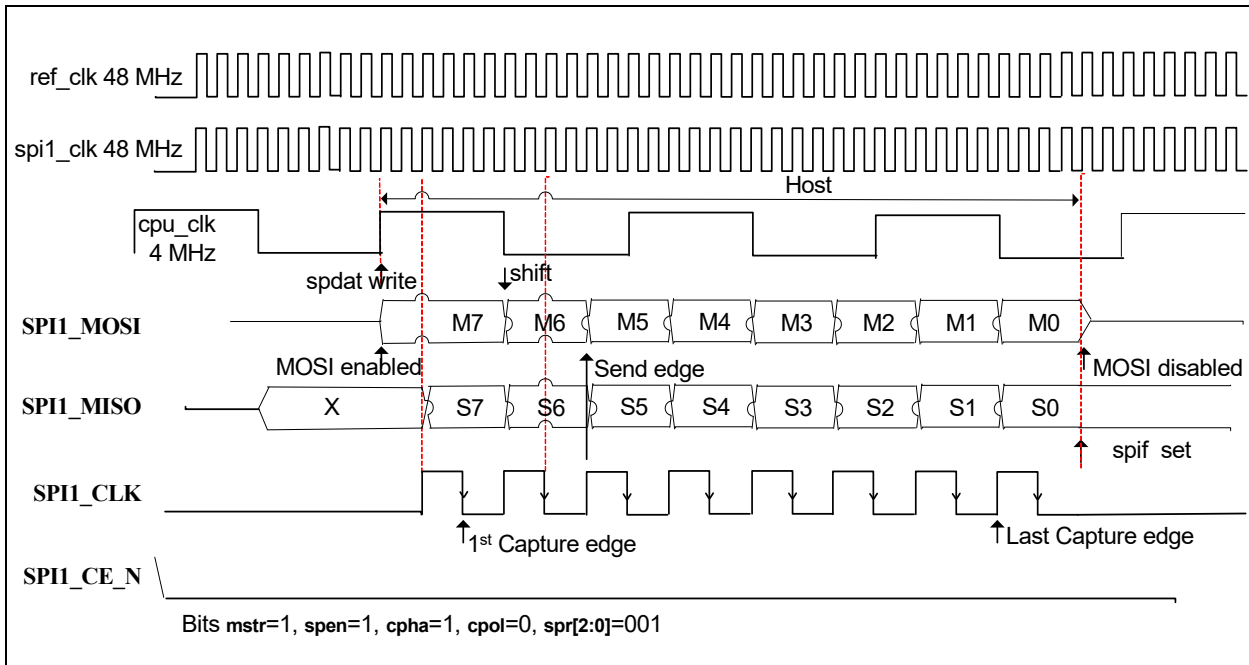 ref_clk 48 MHz
spi1_clk 48 MHz
Host
cpu_clk
4 MHz
spdat write
shift
SPI1_MOSI
M7 M6 M5 M4 M3 M2 M1 M0
MOSI enabled
Send edge
MOSI disabled
SPI1_MISO
X S7 S6 S5 S4 S3 S2 S1 S0
spif set
SPI1_CLK
1st Capture edge
Last Capture edge
SPI1_CE_N
Bits mstr=1, spen=1, cpha=1, cpol=0, spr[2:0]=001